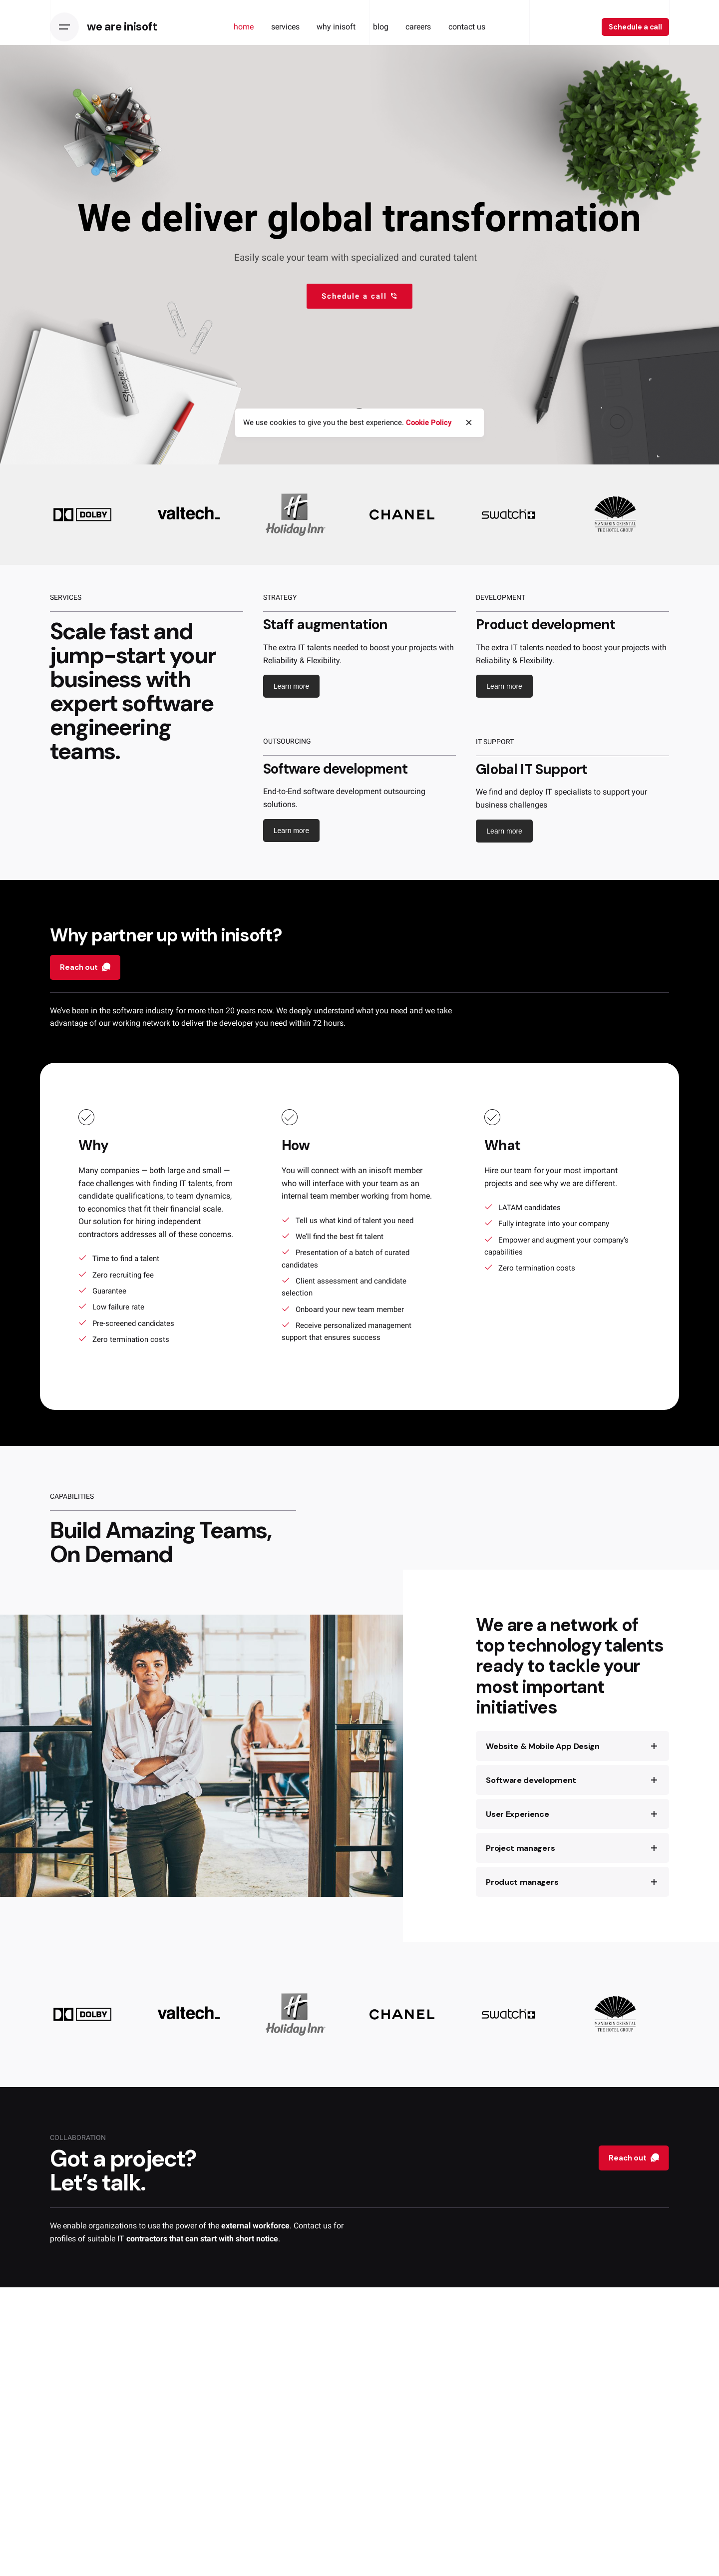 we are inisoft
home services why inisoft blog careers contact us
Schedule a call
We deliver global transformation
Easily scale your team with specialized and curated talent
Schedule a call
Sharpie
We use cookies to give you the best experience. Cookie Policy
DOLBY
valtech_
Holiday Inn
CHANEL
swatch
MANDARIN ORIENTAL
THE HOTEL GROUP
SERVICES
Scale fast and
jump-start your
business with
expert software
engineering
teams.
STRATEGY
Staff augmentation
The extra IT talents needed to boost your projects with
Reliability & Flexibility.
Learn more
DEVELOPMENT
Product development
The extra IT talents needed to boost your projects with
Reliability & Flexibility.
Learn more
OUTSOURCING
Software development
End-to-End software development outsourcing
solutions.
Learn more
IT SUPPORT
Global IT Support
We find and deploy IT specialists to support your
business challenges
Learn more
Why partner up with inisoft?
Reach out
We've been in the software industry for more than 20 years now. We deeply understand what you need and we take
advantage of our working network to deliver the developer you need within 72 hours.
Why
Many companies — both large and small —
face challenges with finding IT talents, from
candidate qualifications, to team dynamics,
to economics that fit their financial scale.
Our solution for hiring independent
contractors addresses all of these concerns.
Time to find a talent
Zero recruiting fee
Guarantee
Low failure rate
Pre-screened candidates
Zero termination costs
How
You will connect with an inisoft member
who will interface with your team as an
internal team member working from home.
Tell us what kind of talent you need
We'll find the best fit talent
Presentation of a batch of curated
candidates
Client assessment and candidate
selection
Onboard your new team member
Receive personalized management
support that ensures success
What
Hire our team for your most important
projects and see why we are different.
LATAM candidates
Fully integrate into your company
Empower and augment your company's
capabilities
Zero termination costs
CAPABILITIES
Build Amazing Teams,
On Demand
We are a network of
top technology talents
ready to tackle your
most important
initiatives
Website & Mobile App Design
Software development
User Experience
Project managers
Product managers
DOLBY
valtech_
Holiday Inn
CHANEL
swatch
MANDARIN ORIENTAL
THE HOTEL GROUP
COLLABORATION
Got a project?
Let's talk.
Reach out
We enable organizations to use the power of the external workforce. Contact us for
profiles of suitable IT contractors that can start with short notice.